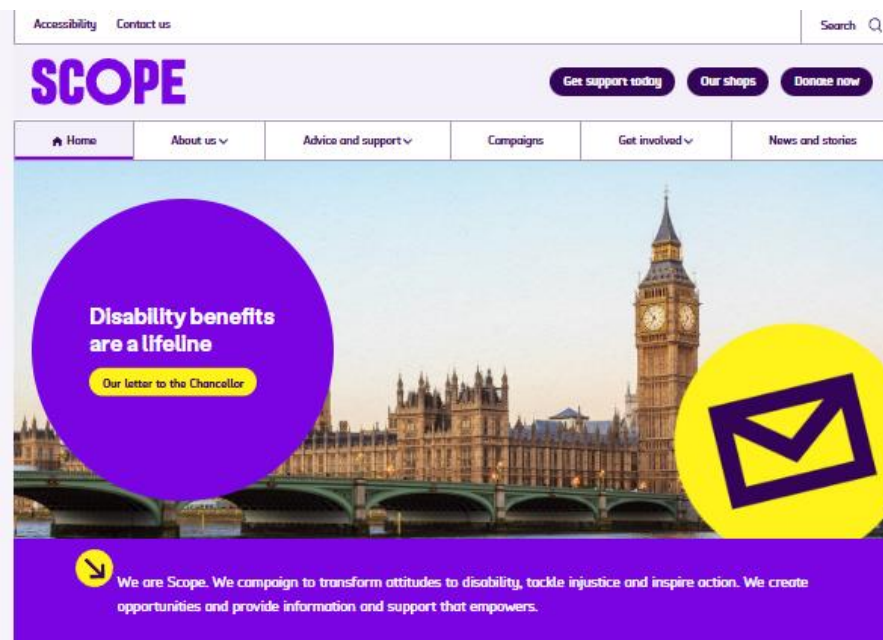 Accessibility Contact us Search
SCOPE
Get support today Our shops Donate now
Home About us Advice and support Campaigns Get involved News and stories
Disability benefits
are a lifeline
Our letter to the Chancellor
We are Scope. We campaign to transform attitudes to disability, tackle injustice and inspire action. We create
opportunities and provide information and support that empowers.